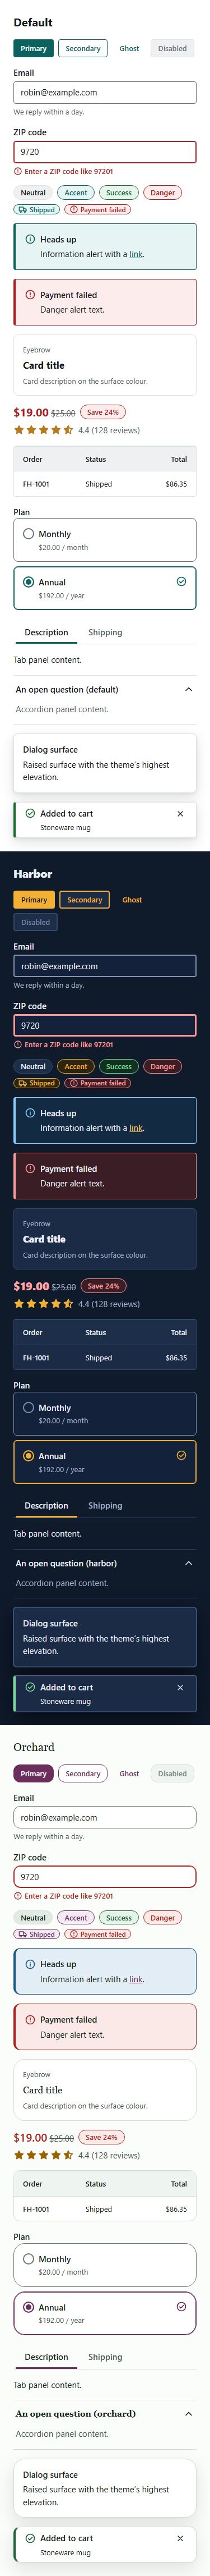 Default
Primary Secondary Ghost Disabled
Email
robin@example.com
We reply within a day.
ZIP code
9720
Enter a ZIP code like 97201
Neutral Accent Success Danger
Shipped Payment failed
Heads up
Information alert with a link.
Payment failed
Danger alert text.
Eyebrow
Card title
Card description on the surface colour.
$19.00 $25.00 Save 24%
4.4 (128 reviews)
Order Status Total
FH-1001 Shipped $86.35
Plan
Monthly
$20.00 / month
Annual
$192.00 / year
Description Shipping
Tab panel content.
An open question (default)
Accordion panel content.
Dialog surface
Raised surface with the theme's highest
elevation.
Added to cart
Stoneware mug
Harbor
Primary Secondary Ghost
Disabled
Email
robin@example.com
We reply within a day.
ZIP code
9720
Enter a ZIP code like 97201
Neutral Accent Success Danger
Shipped Payment failed
Heads up
Information alert with a link.
Payment failed
Danger alert text.
Eyebrow
Card title
Card description on the surface colour.
$19.00 $25.00 Save 24%
4.4 (128 reviews)
Order Status Total
FH-1001 Shipped $86.35
Plan
Monthly
$20.00 / month
Annual
$192.00 / year
Description Shipping
Tab panel content.
An open question (harbor)
Accordion panel content.
Dialog surface
Raised surface with the theme's highest
elevation.
Added to cart
Stoneware mug
Orchard
Primary Secondary Ghost Disabled
Email
robin@example.com
We reply within a day.
ZIP code
9720
Enter a ZIP code like 97201
Neutral Accent Success Danger
Shipped Payment failed
Heads up
Information alert with a link.
Payment failed
Danger alert text.
Eyebrow
Card title
Card description on the surface colour.
$19.00 $25.00 Save 24%
4.4 (128 reviews)
Order Status Total
FH-1001 Shipped $86.35
Plan
Monthly
$20.00 / month
Annual
$192.00 / year
Description Shipping
Tab panel content.
An open question (orchard)
Accordion panel content.
Dialog surface
Raised surface with the theme's highest
elevation.
Added to cart
Stoneware mug